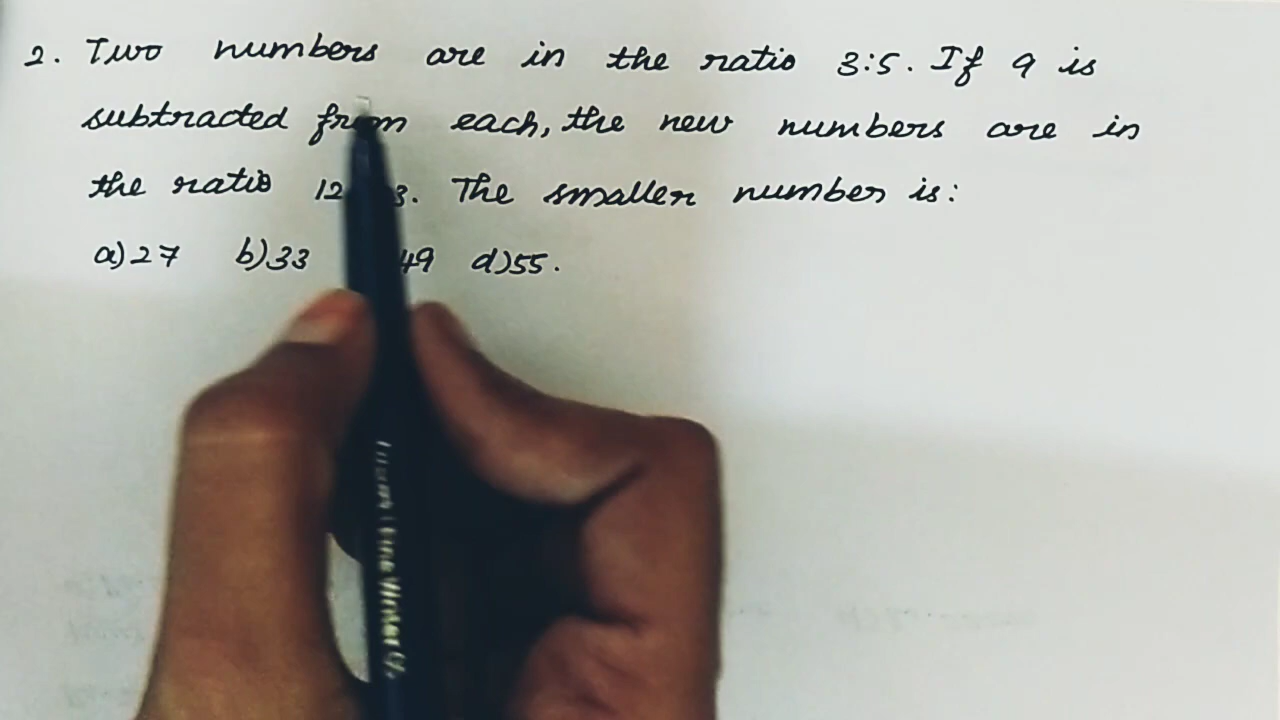 2. Two numbers are in the ratio 3:5. If 9 is
subtracted from each, the new numbers are in
the ratio 12 3. The smaller number is:
a) 27 b) 33 49 d) 55.